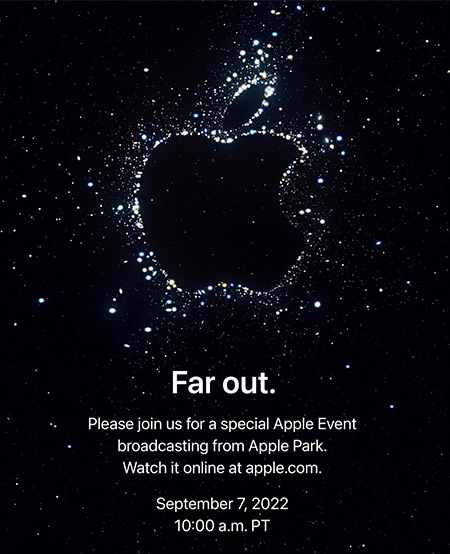 Far out.
Please join us for a special Apple Event
broadcasting from Apple Park.
Watch it online at apple.com.
September 7, 2022
10:00 a.m. PT